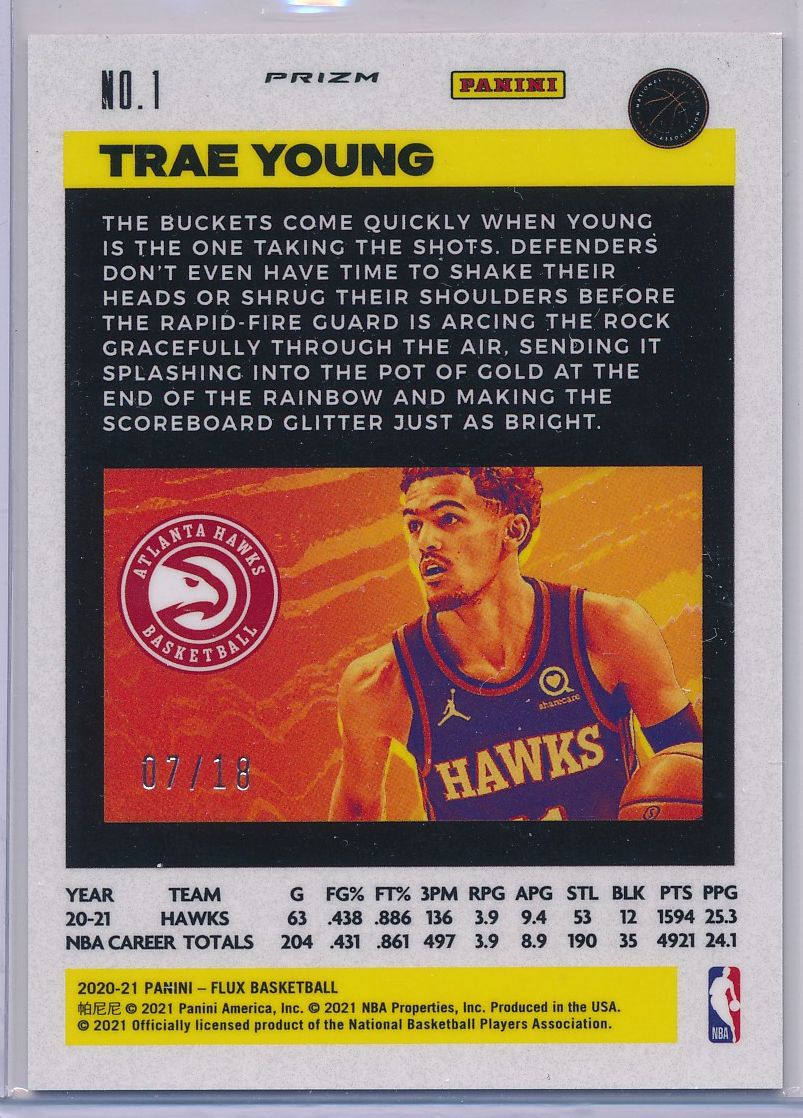 NO.1
PRIZM
PANINI
NATIONAL BASKETBALL
PLAYERS ASSOCIATION
TRAE YOUNG
THE BUCKETS COME QUICKLY WHEN YOUNG
IS THE ONE TAKING THE SHOTS. DEFENDERS
DON'T EVEN HAVE TIME TO SHAKE THEIR
HEADS OR SHRUG THEIR SHOULDERS BEFORE
THE RAPID-FIRE GUARD IS ARCING THE ROCK
GRACEFULLY THROUGH THE AIR, SENDING IT
SPLASHING INTO THE POT OF GOLD AT THE
END OF THE RAINBOW AND MAKING THE
SCOREBOARD GLITTER JUST AS BRIGHT.
ATLANTA HAWKS
BASKETBALL
sharecare
HAWKS
07/18
YEAR TEAM G FG% FT% 3PM RPG APG STL BLK PTS PPG
20-21 HAWKS 63 .438 .886 136 3.9 9.4 53 12 1594 25.3
NBA CAREER TOTALS 204 .431 .861 497 3.9 8.9 190 35 4921 24.1
2020-21 PANINI – FLUX BASKETBALL
帕尼尼 © 2021 Panini America, Inc. © 2021 NBA Properties, Inc. Produced in the USA.
© 2021 Officially licensed product of the National Basketball Players Association.
NBA